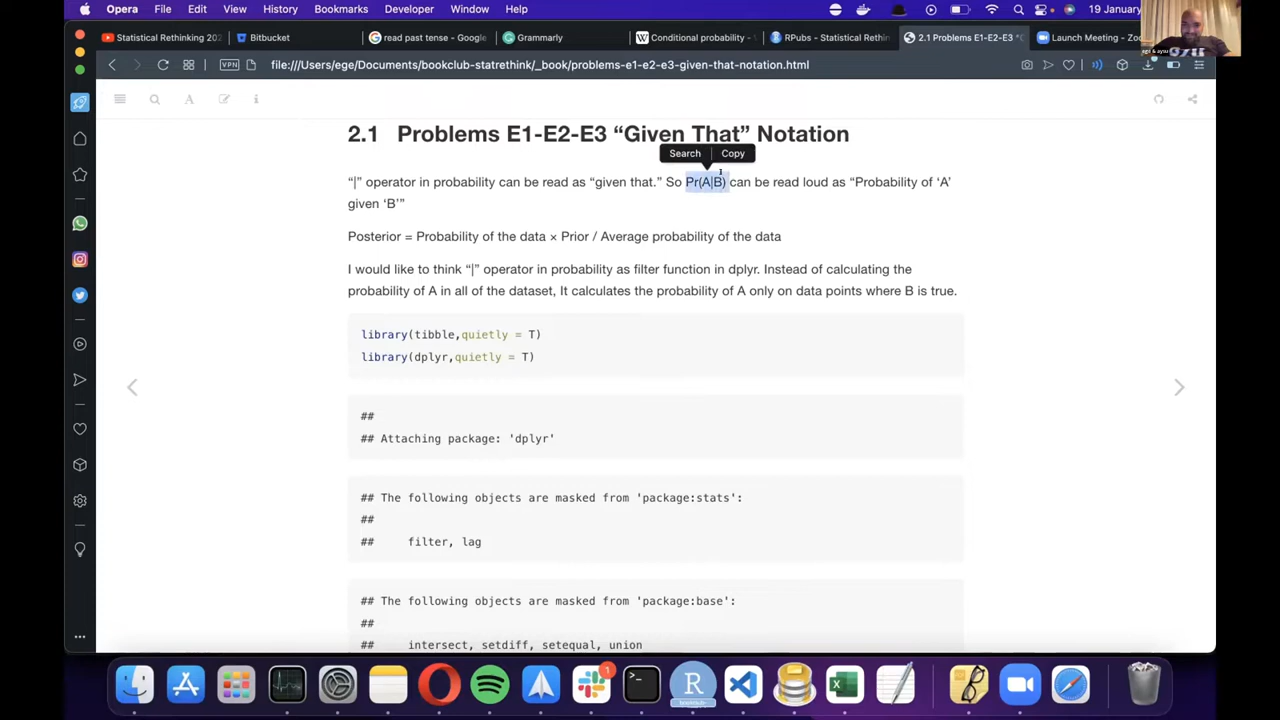 Opera File Edit View History Bookmarks Developer Window Help 19 January
Statistical Rethinking 202 Bitbucket read past tense - Google Grammarly Conditional probability - RPubs - Statistical Rethin 2.1 Problems E1-E2-E3 “G Launch Meeting - Zoo
VPN file:///Users/ege/Documents/ rethink/_book/problems-e1-e2-e3-given-that-notation.html
2.1 Problems E1-E2-E3 “Given That” Notation
Search Copy
“|” operator in probability can be read as “given that.” So Pr(A|B) can be read loud as “Probability of ‘A’
given ‘B’”
Posterior = Probability of the data × Prior / Average probability of the data
I would like to think “|” operator in probability as filter function in dplyr. Instead of calculating the
probability of A in all of the dataset, It calculates the probability of A only on data points where B is true.
library(tibble,quietly = T)
library(dplyr,quietly = T)
##
## Attaching package: 'dplyr'
## The following objects are masked from 'package:stats':
##
## filter, lag
## The following objects are masked from 'package:base':
##
## intersect, setdiff, setequal, union
1
R